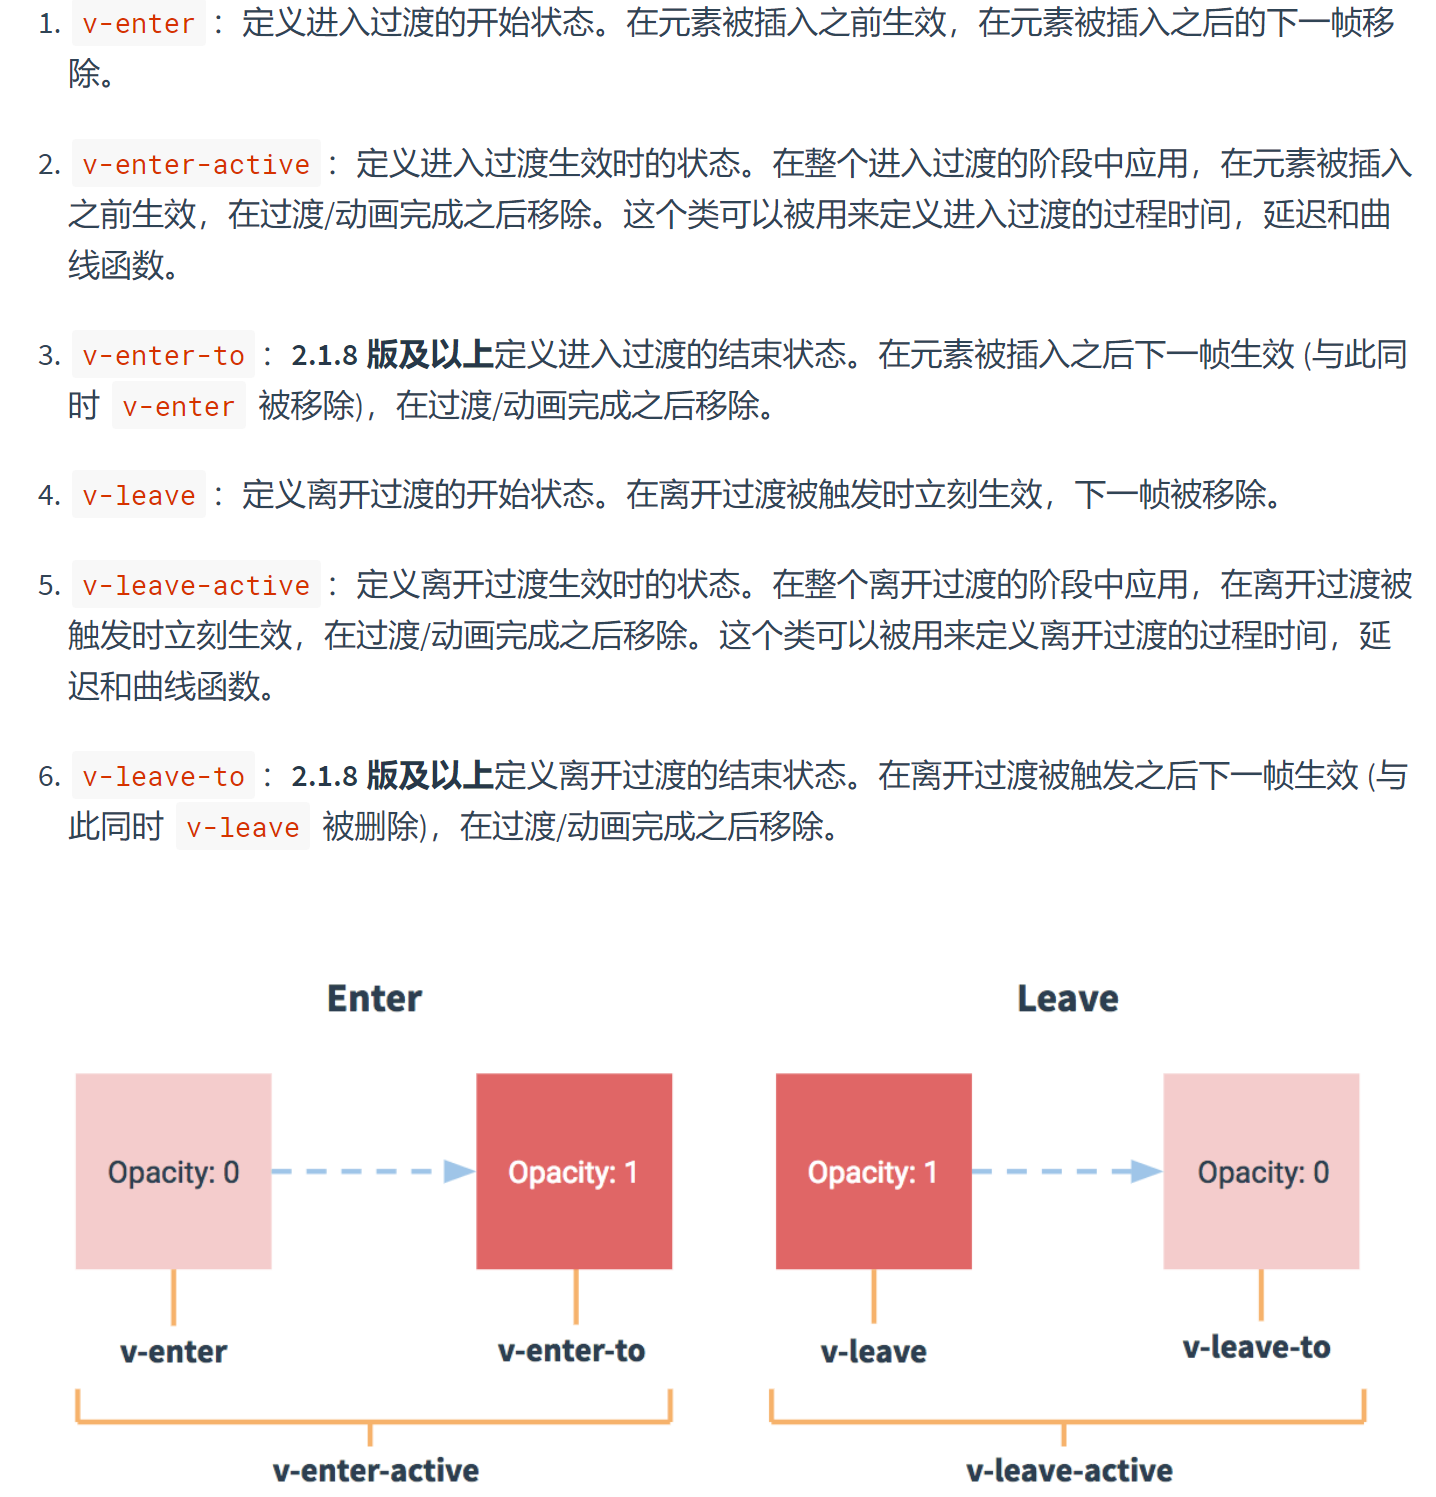 1. v-enter ：定义进入过渡的开始状态。在元素被插入之前生效，在元素被插入之后的下一帧移
除。
2. v-enter-active ：定义进入过渡生效时的状态。在整个进入过渡的阶段中应用，在元素被插入
之前生效，在过渡/动画完成之后移除。这个类可以被用来定义进入过渡的过程时间，延迟和曲
线函数。
3. v-enter-to ：2.1.8 版及以上定义进入过渡的结束状态。在元素被插入之后下一帧生效 (与此同
时 v-enter 被移除)，在过渡/动画完成之后移除。
4. v-leave ：定义离开过渡的开始状态。在离开过渡被触发时立刻生效，下一帧被移除。
5. v-leave-active ：定义离开过渡生效时的状态。在整个离开过渡的阶段中应用，在离开过渡被
触发时立刻生效，在过渡/动画完成之后移除。这个类可以被用来定义离开过渡的过程时间，延
迟和曲线函数。
6. v-leave-to ：2.1.8 版及以上定义离开过渡的结束状态。在离开过渡被触发之后下一帧生效 (与
此同时 v-leave 被删除)，在过渡/动画完成之后移除。
Enter
Leave
Opacity: 0
Opacity: 1
Opacity: 1
Opacity: 0
v-enter
v-enter-to
v-leave
v-leave-to
v-enter-active
v-leave-active